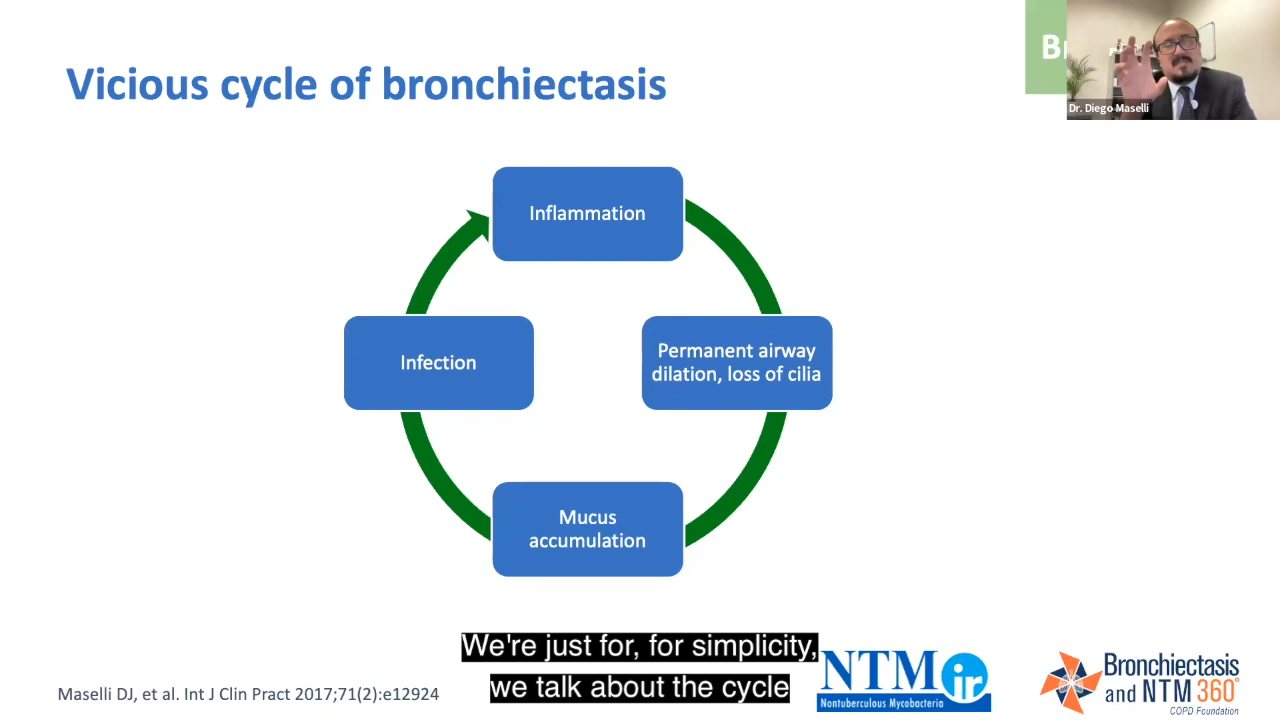 Vicious cycle of bronchiectasis
Br
Dr. Diego Maselli
Inflammation
Infection
Permanent airway
dilation, loss of cilia
Mucus
accumulation
We're just for, for simplicity,
we talk about the cycle
Maselli DJ, et al. Int J Clin Pract 2017;71(2):e12924
NTMir
Nontuberculous Mycobacteria
Bronchiectasis
and NTM 360°
COPD Foundation